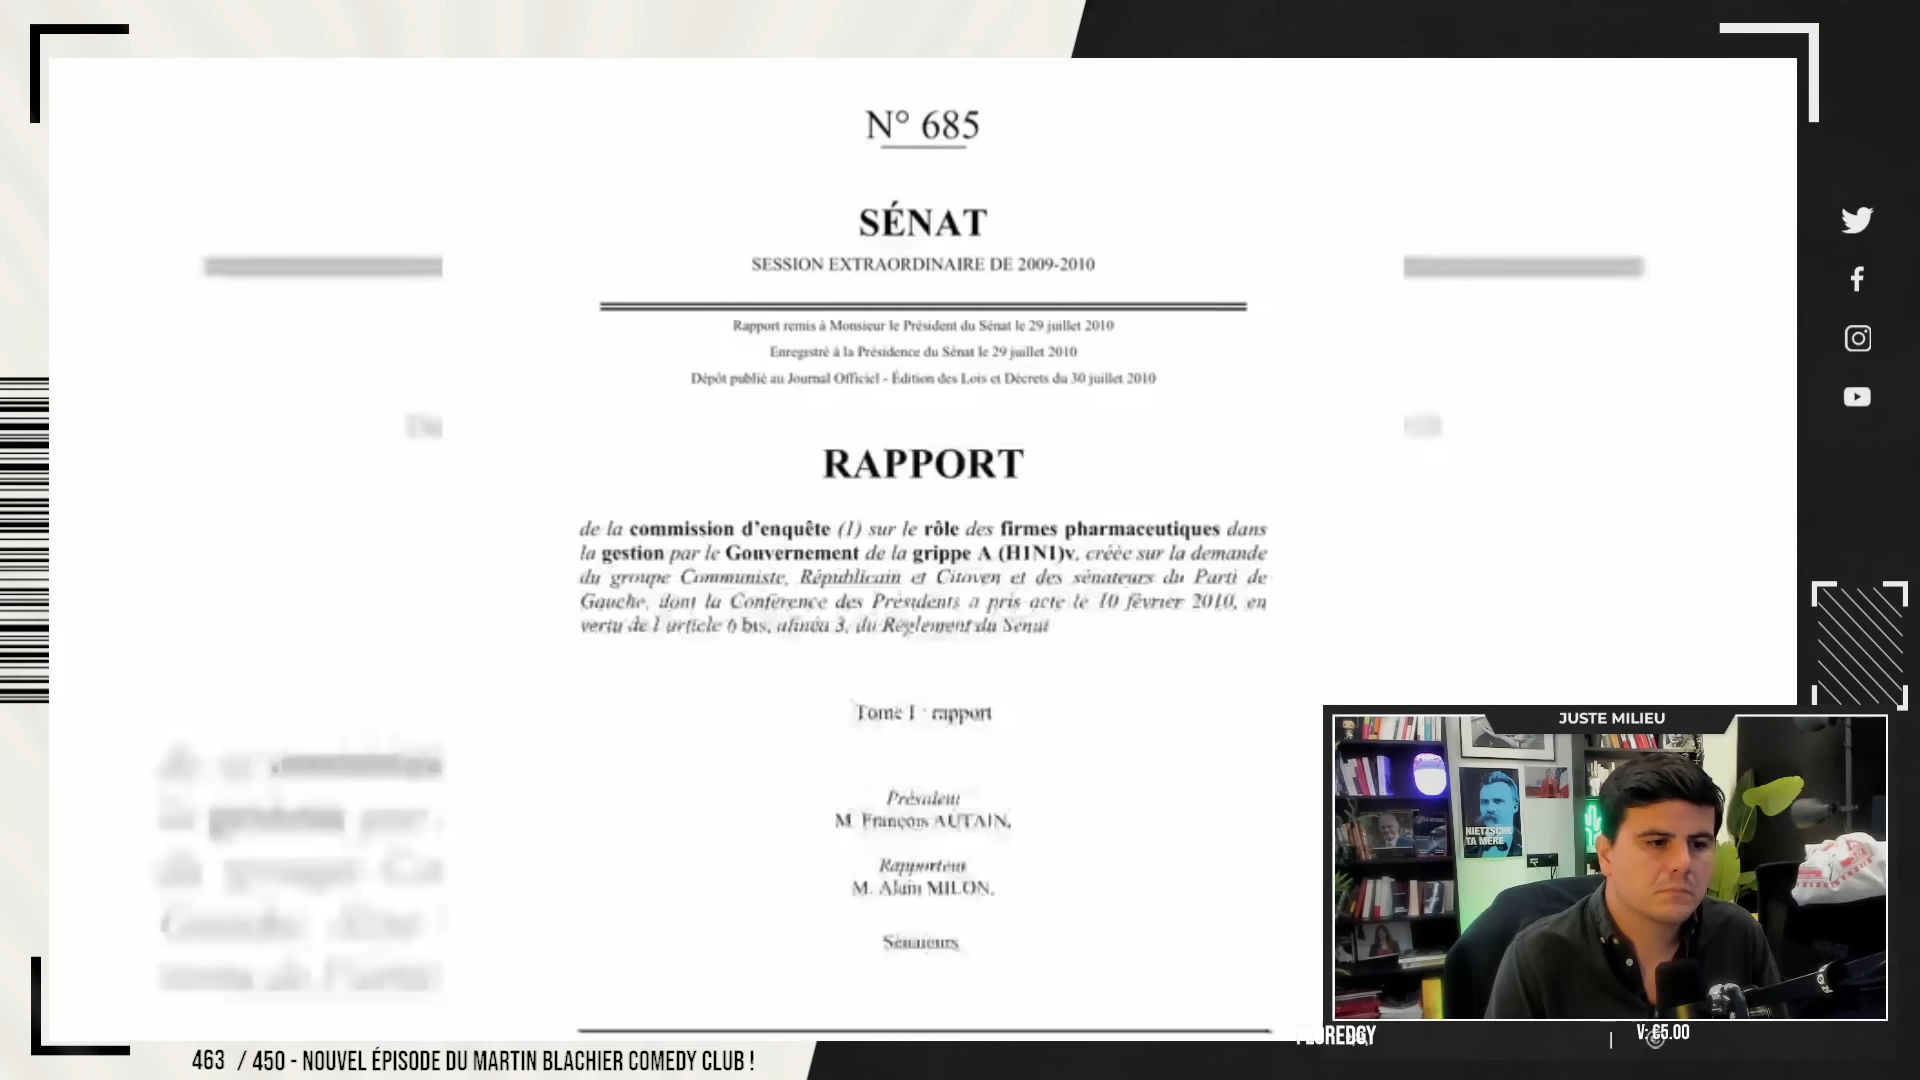 N° 685
SÉNAT
SESSION EXTRAORDINAIRE DE 2009-2010
Rapport remis à Monsieur le Président du Sénat le 29 juillet 2010
Enregistré à la Présidence du Sénat le 29 juillet 2010
Dépôt publié au Journal Officiel - Édition des Lois et Décrets du 30 juillet 2010
RAPPORT
de la commission d'enquête (1) sur le rôle des firmes pharmaceutiques dans
la gestion par le Gouvernement de la grippe A (H1N1)v, créée sur la demande
du groupe Communiste, Républicain et Citoyen et des sénateurs du Parti de
Gauche, dont la Conférence des Présidents a pris acte le 10 février 2010, en
vertu de l'article 6 bis, alinéa 3, du Règlement du Sénat
Tome I : rapport
Président
M. François AUTAIN,
Rapporteur
M. Alain MILON,
Sénateurs
JUSTE MILIEU
NIETZSCHE
TA MÈRE
V: €5.00
463 / 450 - NOUVEL ÉPISODE DU MARTIN BLACHIER COMEDY CLUB !